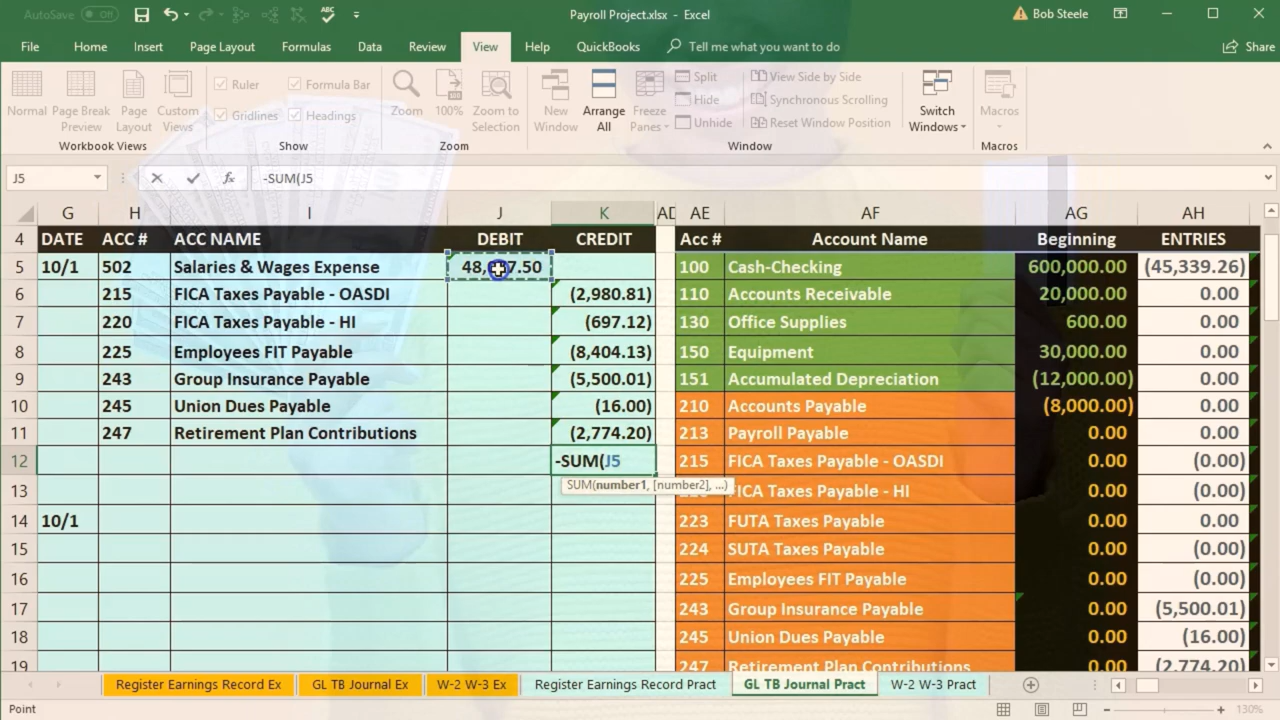 AutoSave Off ABC Payroll Project.xlsx - Excel Bob Steele
File Home Insert Page Layout Formulas Data Review View Help QuickBooks Tell me what you want to do Share
Normal Page Break Preview Page Layout Custom Views
Workbook Views
Ruler Formula Bar
Gridlines Headings
Show
Zoom 100% Zoom to Selection
Zoom
New Window Arrange All Freeze Panes
Split View Side by Side
Hide Synchronous Scrolling
Unhide Reset Window Position
Switch Windows
Window
Macros
Macros
J5 fx -SUM(J5
G H I J K AD AE AF AG AH
4 DATE ACC # ACC NAME DEBIT CREDIT Acc # Account Name Beginning ENTRIES
5 10/1 502 Salaries & Wages Expense 100 Cash-Checking 600,000.00 (45,339.26)
6 215 FICA Taxes Payable - OASDI (2,980.81) 110 Accounts Receivable 20,000.00 0.00
7 220 FICA Taxes Payable - HI (697.12) 130 Office Supplies 600.00 0.00
8 225 Employees FIT Payable (8,404.13) 150 Equipment 30,000.00 0.00
9 243 Group Insurance Payable (5,500.01) 151 Accumulated Depreciation (12,000.00) 0.00
10 245 Union Dues Payable (16.00) 210 Accounts Payable (8,000.00) 0.00
11 247 Retirement Plan Contributions (2,774.20) 213 Payroll Payable 0.00 0.00
12 -SUM(J5 215 FICA Taxes Payable - OASDI 0.00 (0.00)
SUM(number1, [number2], ...)
13 FICA Taxes Payable - HI 0.00 (0.00)
14 10/1 223 FUTA Taxes Payable 0.00 (0.00)
15 224 SUTA Taxes Payable 0.00 (0.00)
16 225 Employees FIT Payable 0.00 (0.00)
17 243 Group Insurance Payable 0.00 (5,500.01)
18 245 Union Dues Payable 0.00 (16.00)
19 247 Retirement Plan Contributions 0.00 (2,774.20)
Register Earnings Record Ex GL TB Journal Ex W-2 W-3 Ex Register Earnings Record Pract GL TB Journal Pract W-2 W-3 Pract
Point 130%